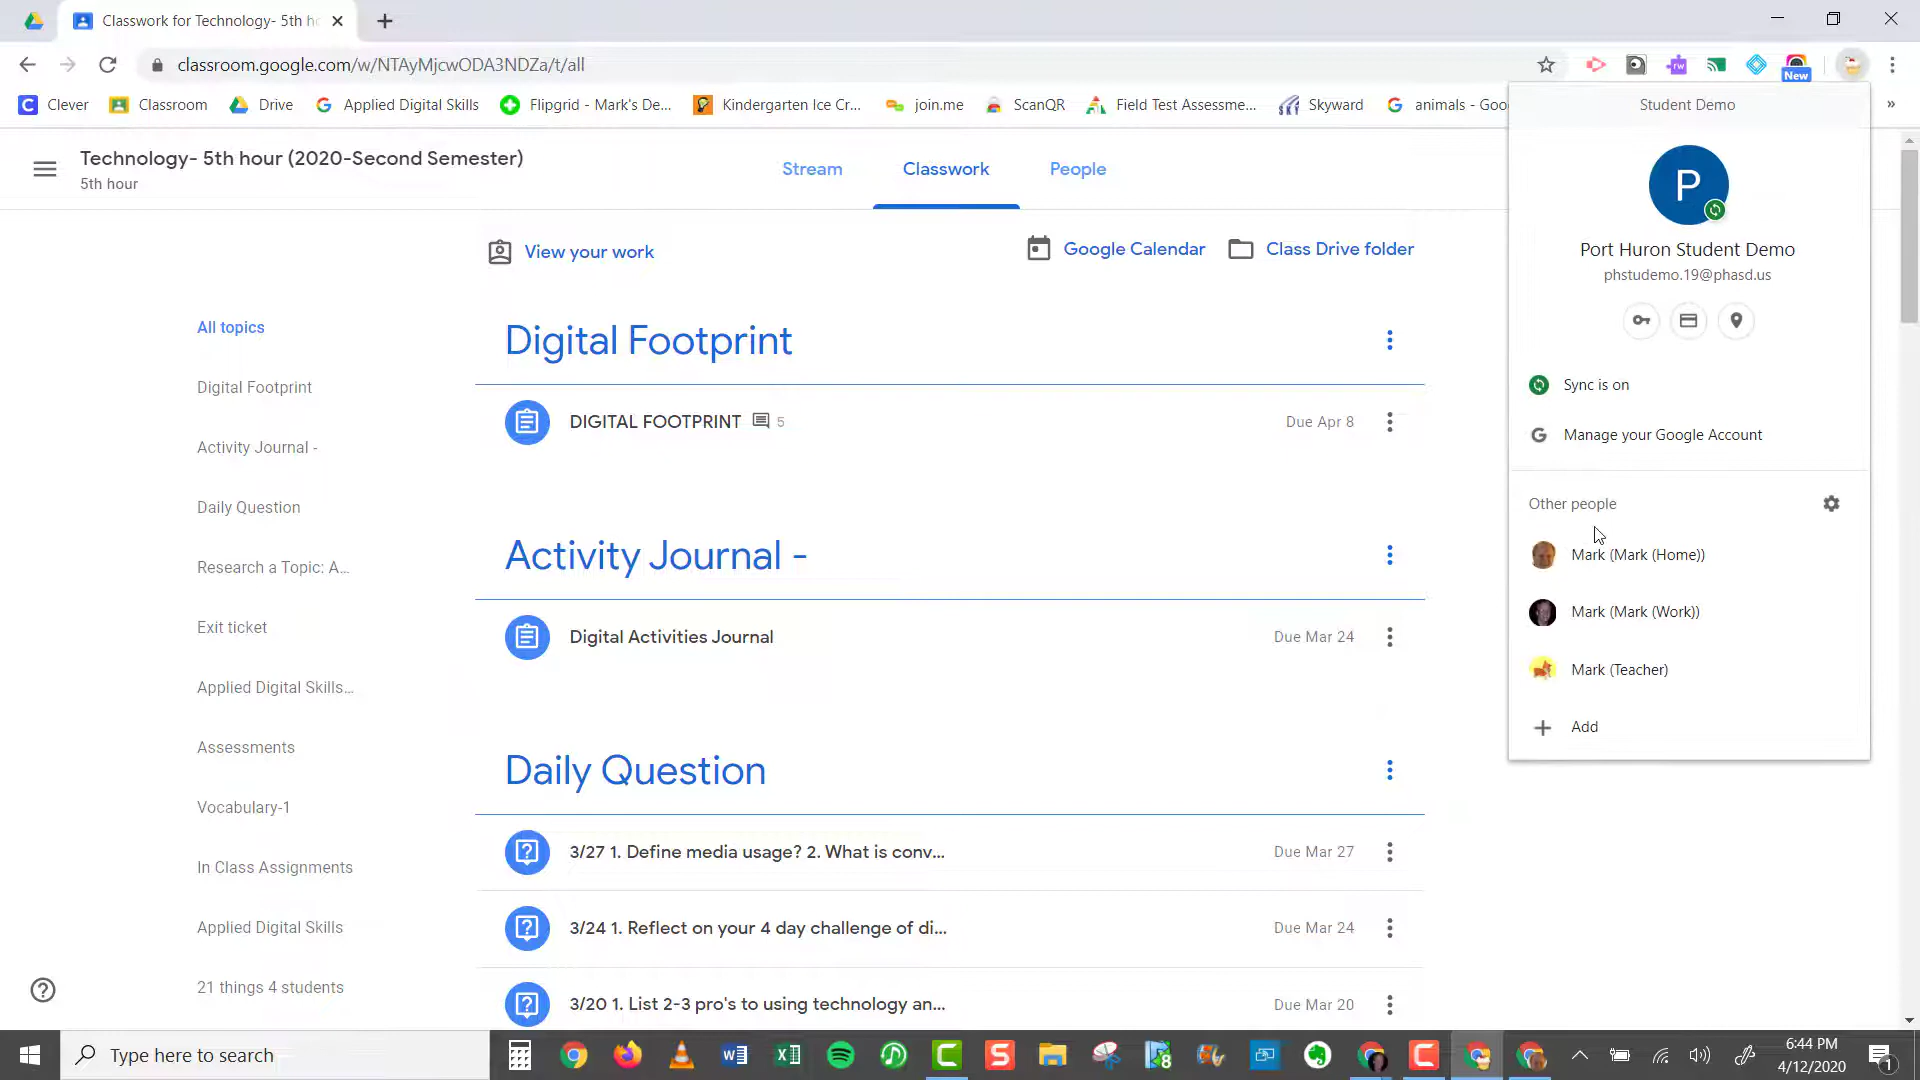 Classwork for Technology- 5th ho
classroom.google.com/w/NTAyMjcwODA3NDZa/t/all
New
Clever
Classroom
Drive
Applied Digital Skills
Flipgrid - Mark's De...
Kindergarten Ice Cr...
join.me
ScanQR
Field Test Assessme...
Skyward
animals - Goo
»
Technology- 5th hour (2020-Second Semester)
5th hour
Stream
Classwork
People
View your work
Google Calendar
Class Drive folder
All topics
Digital Footprint
Activity Journal -
Daily Question
Research a Topic: A...
Exit ticket
Applied Digital Skills...
Assessments
Vocabulary-1
In Class Assignments
Applied Digital Skills
21 things 4 students
Digital Footprint
DIGITAL FOOTPRINT 5
Due Apr 8
Activity Journal -
Digital Activities Journal
Due Mar 24
Daily Question
3/27 1. Define media usage? 2. What is conv...
Due Mar 27
3/24 1. Reflect on your 4 day challenge of di...
Due Mar 24
3/20 1. List 2-3 pro's to using technology an...
Due Mar 20
Student Demo
P
Port Huron Student Demo
phstudemo.19@phasd.us
Sync is on
Manage your Google Account
Other people
Mark (Mark (Home))
Mark (Mark (Work))
Mark (Teacher)
Add
Type here to search
6:44 PM
4/12/2020
1